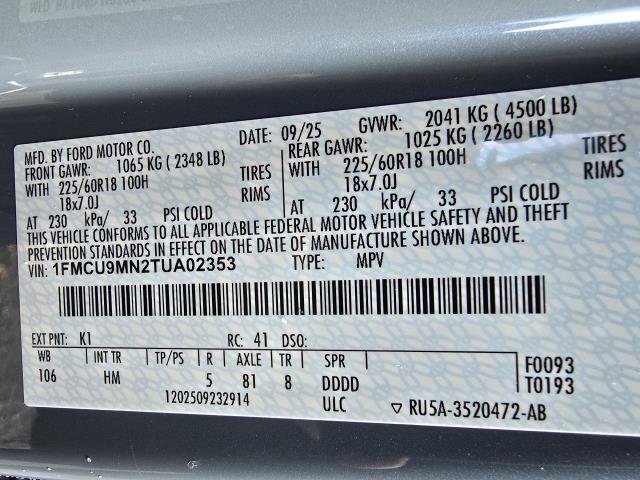 MFD. BY FORD MOTOR CO.
DATE: 09/25 GVWR: 2041 KG ( 4500 LB)
FRONT GAWR: 1065 KG ( 2348 LB) REAR GAWR: 1025 KG ( 2260 LB)
WITH 225/60R18 100H TIRES WITH 225/60R18 100H TIRES
18x7.0J RIMS 18x7.0J RIMS
AT 230 kPa/ 33 PSI COLD AT 230 kPa/ 33 PSI COLD
THIS VEHICLE CONFORMS TO ALL APPLICABLE FEDERAL MOTOR VEHICLE SAFETY AND THEFT
PREVENTION STANDARDS IN EFFECT ON THE DATE OF MANUFACTURE SHOWN ABOVE.
VIN: 1FMCU9MN2TUA02353 TYPE: MPV
EXT PNT: K1 RC: 41 DSO:
WB INT TR TP/PS R AXLE TR SPR F0093
106 HM 5 81 8 DDDD T0193
1202509232914 ULC ▽ RU5A-3520472-AB